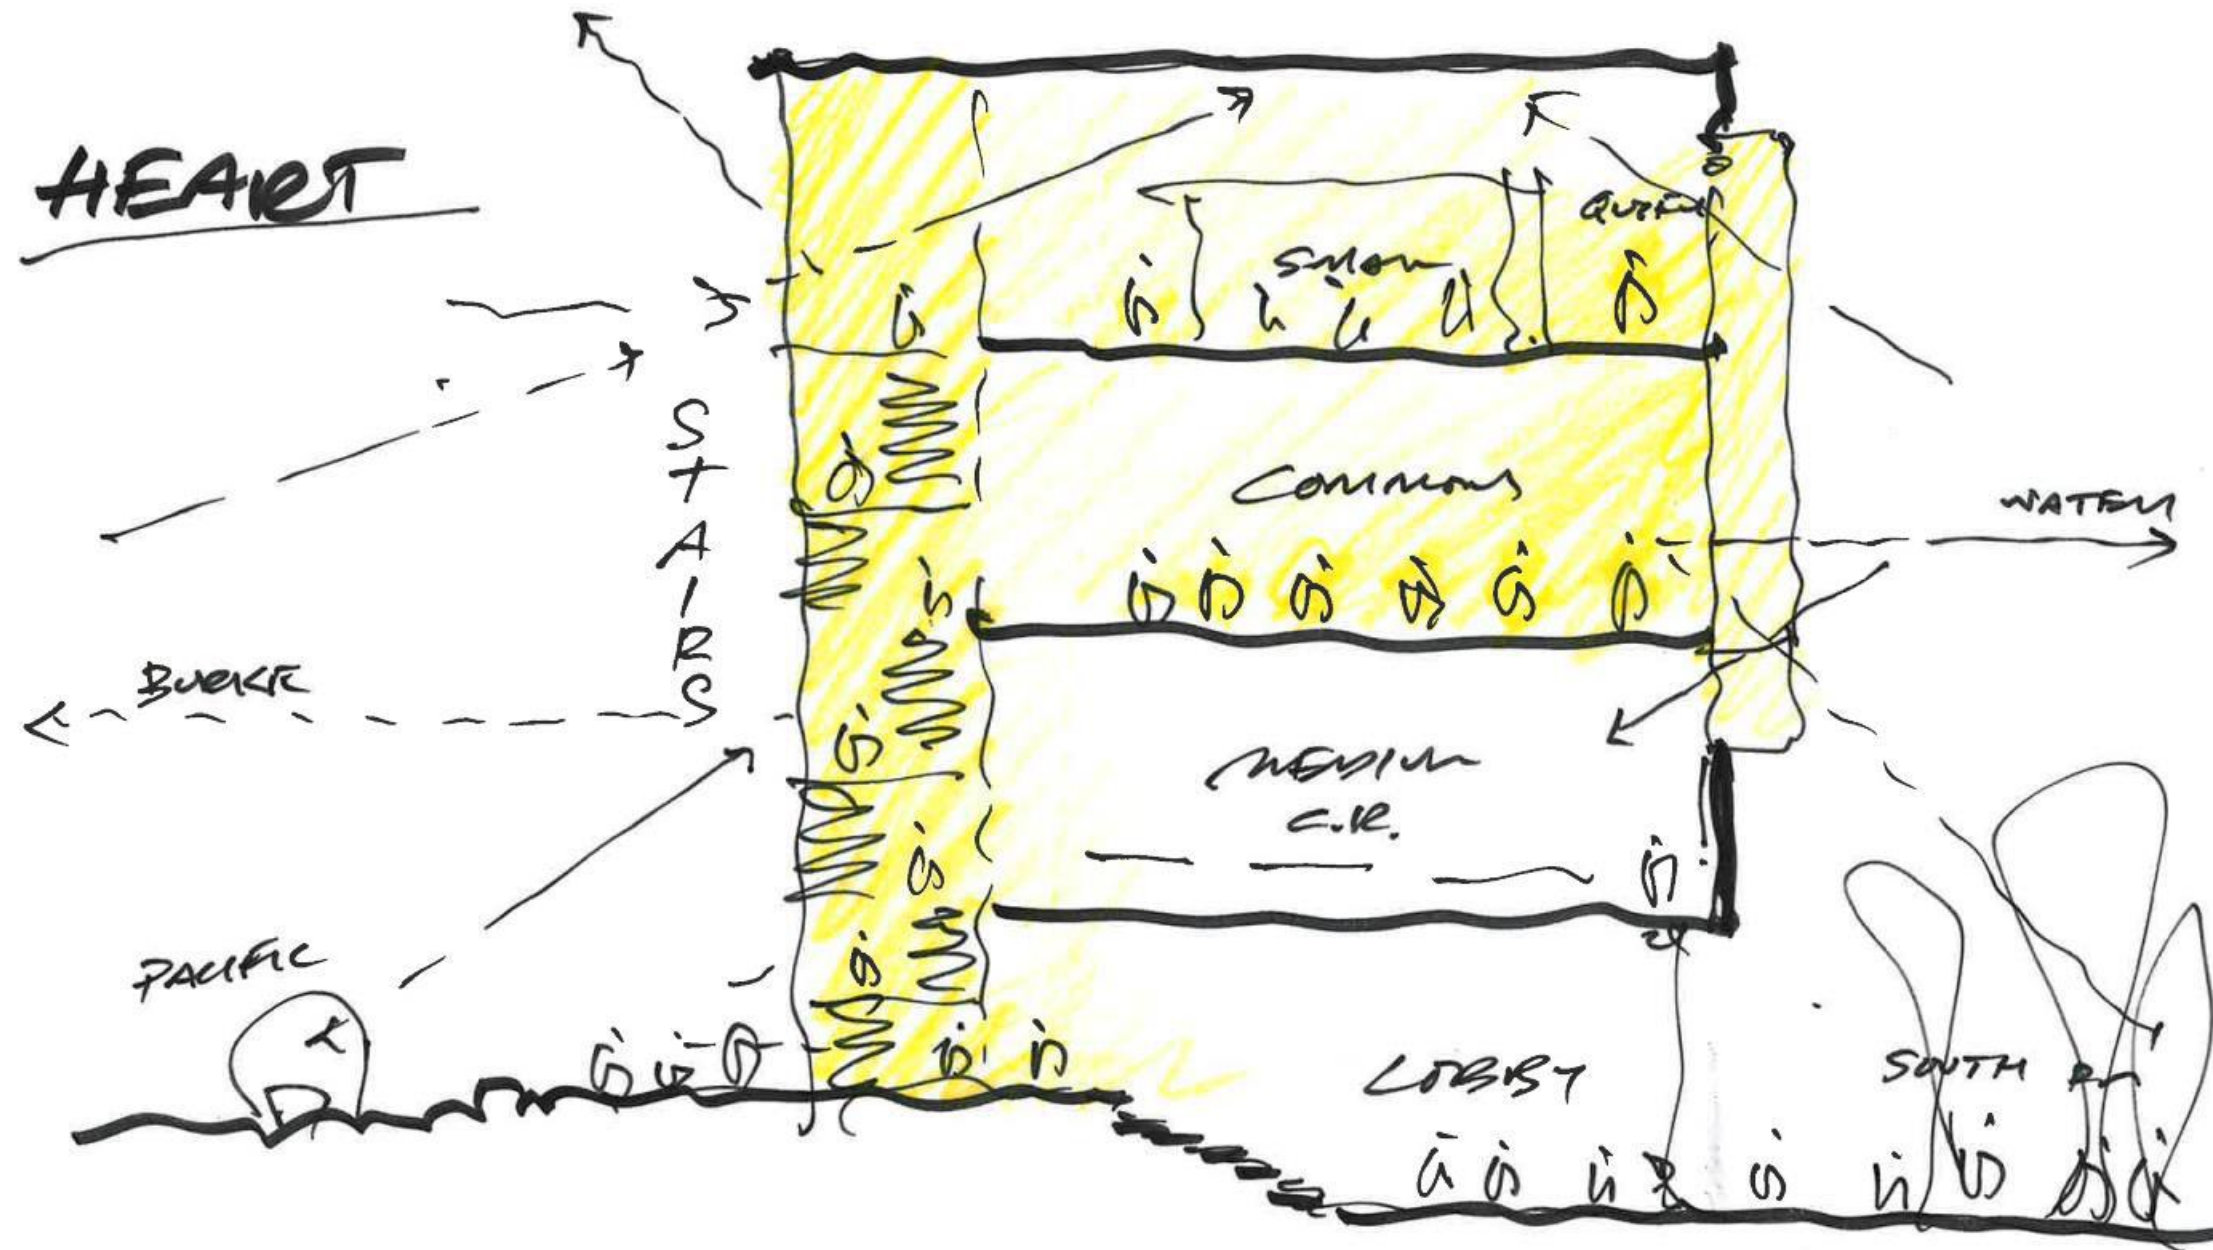 HEART
QUIET
SMALL
STAIRS
COMMONS
WATER
BURKE
MEDIUM
C.R.
PACIFIC
LOBBY
SOUTH